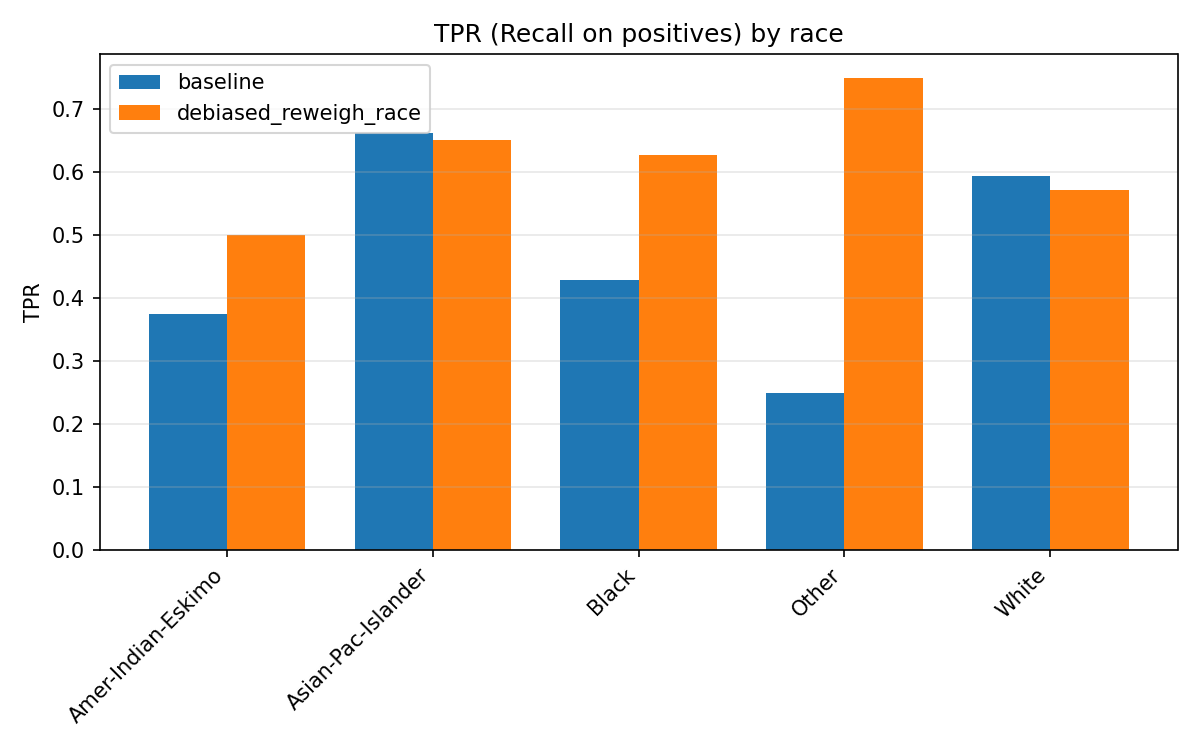 TPR (Recall on positives) by race
baseline
debiased_reweigh_race
TPR
0.7
0.6
0.5
0.4
0.3
0.2
0.1
0.0
Amer-Indian-Eskimo
Asian-Pac-Islander
Black
Other
White